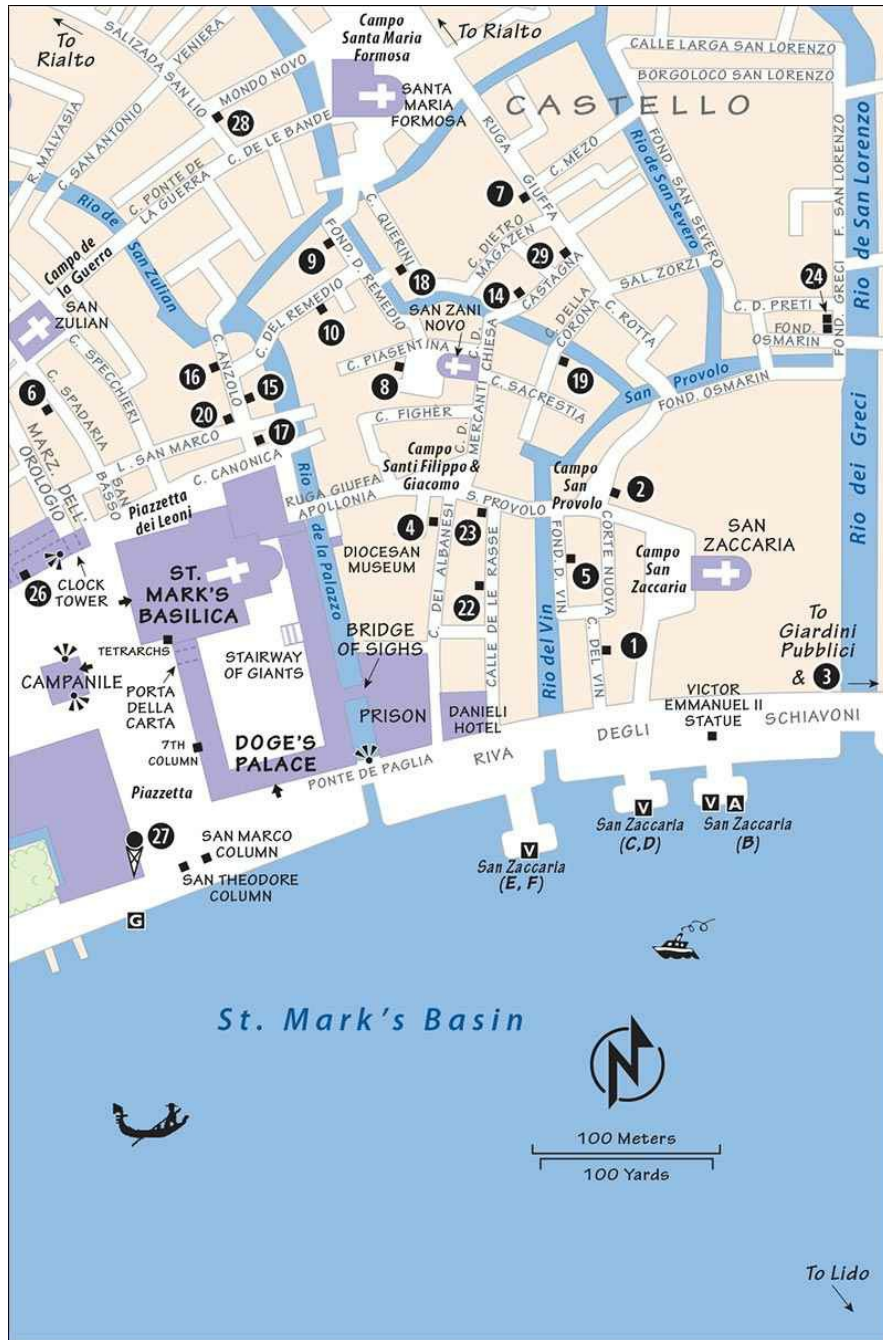 Campo
Santa Maria
Formosa
To
Rialto
To Rialto
SALIZADA SAN LIO
VENIERA
MONDO NOVO
CALLE LARGA SAN LORENZO
BORGOLOCO SAN LORENZO
SANTA
MARIA
FORMOSA
CASTELLO
R. MALVASIA
C. SAN ANTONIO
28
C. DE LE BANDE
C. PONTE DE
LA GUERRA
RUGA
GIUFFA
C. MEZO
FOND. SAN
SEVERO
Rio de San Severo
F. SAN LORENZO
Rio de San Lorenzo
7
Rio de
San Zulian
Campo de
la Guerra
9
FOND. D. REMEDIO
C. QUERINI
18
C. DIETRO
MAGAZEN
29
CASTAGNA
14
SAL. ZORZI
24
C. D. PRETI
FOND.
OSMARIN
FOND. GRECI
SAN
ZULIAN
C. DEL REMEDIO
10
SAN ZANI
NOVO
C. D.
CHIESA
C. DELLA
CORONA
C. ROTTA
C. SPECCHIERI
C. ANZOLO
16
C. PIASENTINA
8
19
San Provolo
FOND. OSMARIN
6
C. SPADARIA
15
20
17
C. SACRESTIA
C. FIGHER
C. D.
MERCANTI
MARZ. DELL'
OROLOGIO
L. SAN MARCO
SAN
BASSO
C. CANONICA
Rio
de la Palazzo
Campo
Santi Filippo &
Giacomo
Campo
San
Provolo
2
Rio dei Greci
Piazzetta
dei Leoni
RUGA GIUFFA
APOLLONIA
S. PROVOLO
4
23
DIOCESAN
MUSEUM
C. DEI ALBANESI
CALLE DE LE RASSE
FOND. D. VIN
5
CORTE NUOVA
Campo
San
Zaccaria
SAN
ZACCARIA
26
CLOCK
TOWER
ST.
MARK'S
BASILICA
22
TETRARCHS
STAIRWAY
OF GIANTS
BRIDGE
OF SIGHS
Rio del Vin
C. DEL VIN
1
To
Giardini
Pubblici
& 3
CAMPANILE
PORTA
DELLA
CARTA
PRISON
DANIELI
HOTEL
VICTOR
EMMANUEL II
STATUE
7TH
COLUMN
DOGE'S
PALACE
PONTE DE PAGLIA
RIVA
DEGLI
SCHIAVONI
Piazzetta
27
SAN MARCO
COLUMN
SAN THEODORE
COLUMN
G
V
San Zaccaria
(E, F)
V
San Zaccaria
(C,D)
V A
San Zaccaria
(B)
St. Mark's Basin
N
100 Meters
100 Yards
To Lido